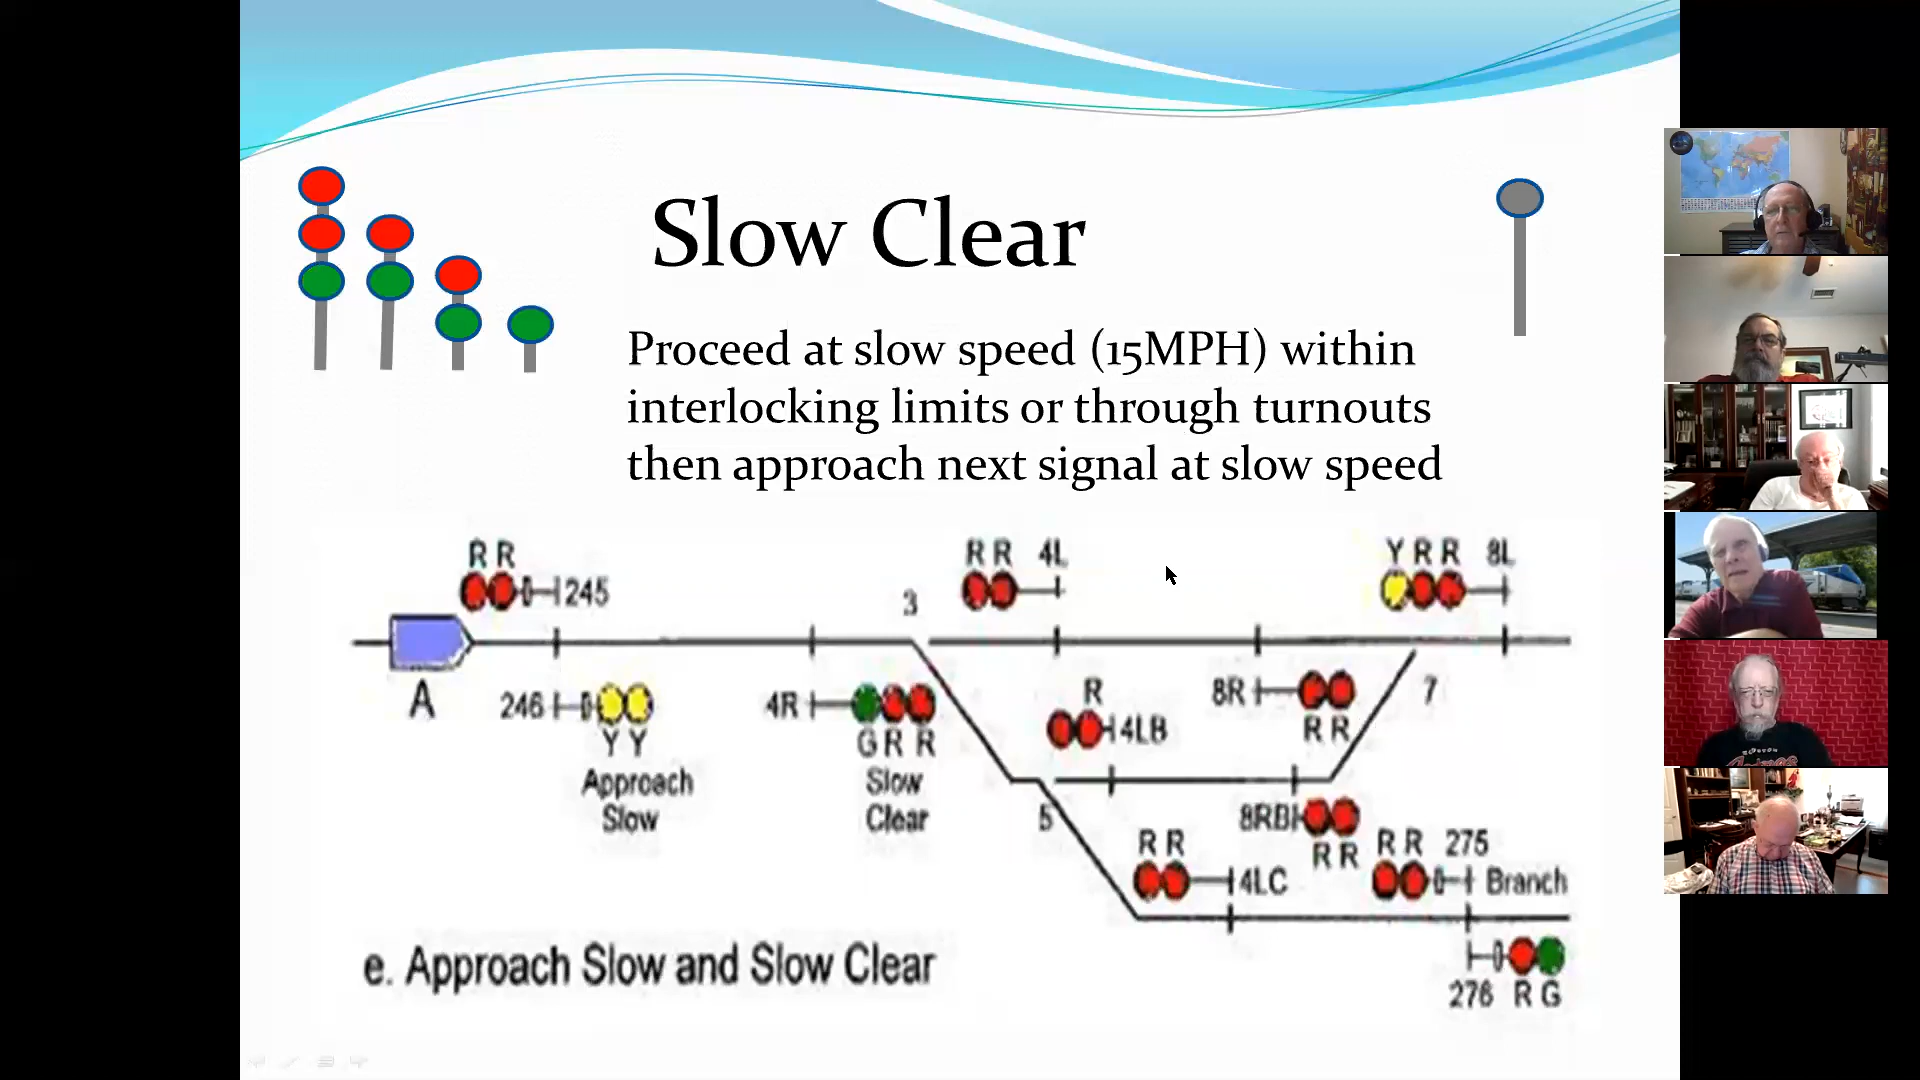 Slow Clear
Proceed at slow speed (15MPH) within
interlocking limits or through turnouts
then approach next signal at slow speed
R R
245
R R 4L
Y R R 8L
3
A
246
Y Y
Approach
Slow
4R
G R R
Slow
Clear
R
4LB
8R
R R
7
5
8RB
R R
R R
4LC
R R 275
Branch
276 R G
e. Approach Slow and Slow Clear